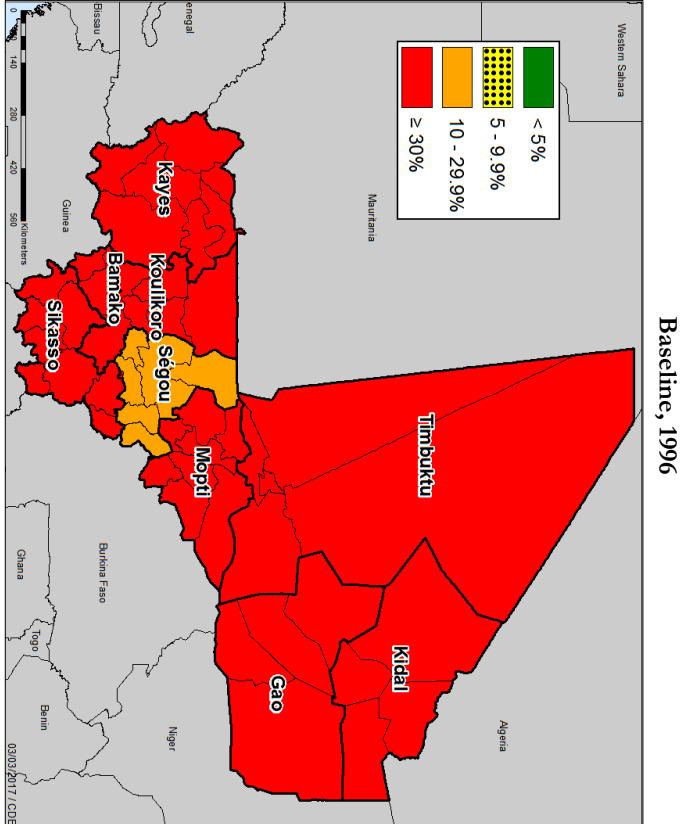 Baseline, 1996
Western Sahara
< 5%
5 - 9.9%
10 - 29.9%
≥ 30%
Mauritania
Algeria
enegal
Bissau
Guinea
Timbuktu
Kidal
Gao
Mopti
Kayes
Koulikoro
Ségou
Bamako
Sikasso
Burkina Faso
Niger
Ghana
Togo
Benin
0
140
280
420
560
Kilometers
03/03/2017 / CDE